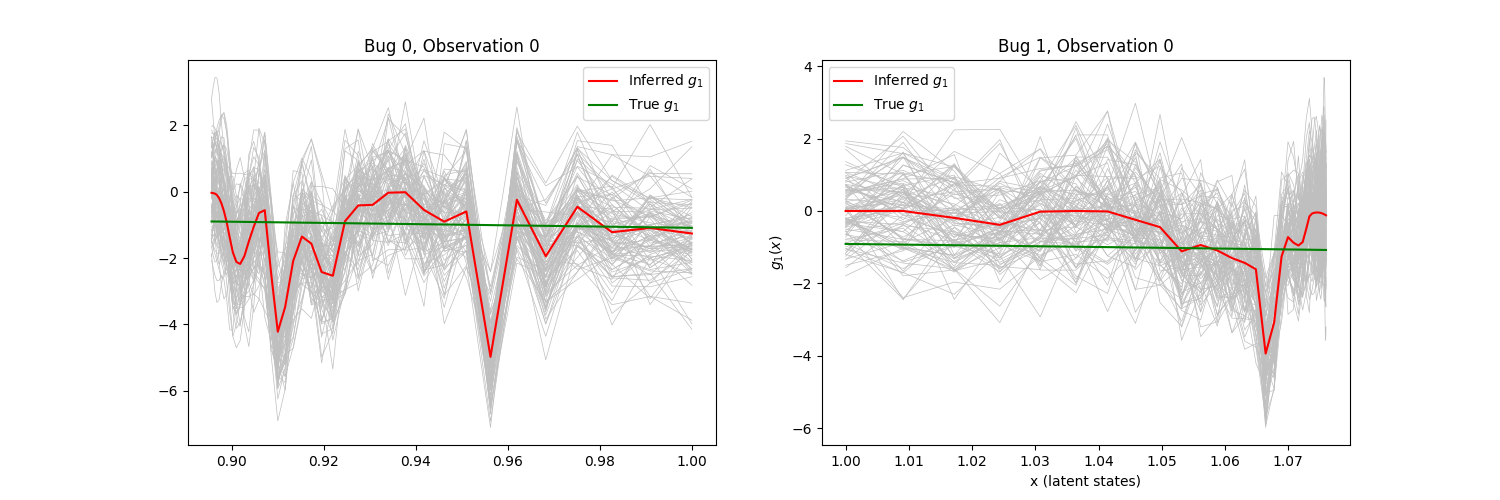 Bug 0, Observation 0
Inferred g₁
True g₁
2
0
−2
−4
−6
0.90 0.92 0.94 0.96 0.98 1.00
Bug 1, Observation 0
Inferred g₁
True g₁
g₁(x)
4
2
0
−2
−4
−6
1.00 1.01 1.02 1.03 1.04 1.05 1.06 1.07
x (latent states)